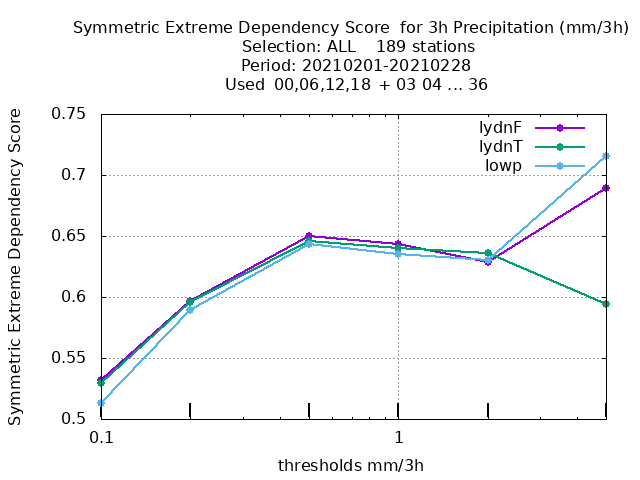 Symmetric Extreme Dependency Score  for 3h Precipitation (mm/3h)
Selection: ALL    189 stations
Period: 20210201-20210228
Used  00,06,12,18  + 03 04 ... 36
Symmetric Extreme Dependency Score
0.75
0.7
0.65
0.6
0.55
0.5
lydnF
lydnT
lowp
0.1
1
thresholds mm/3h